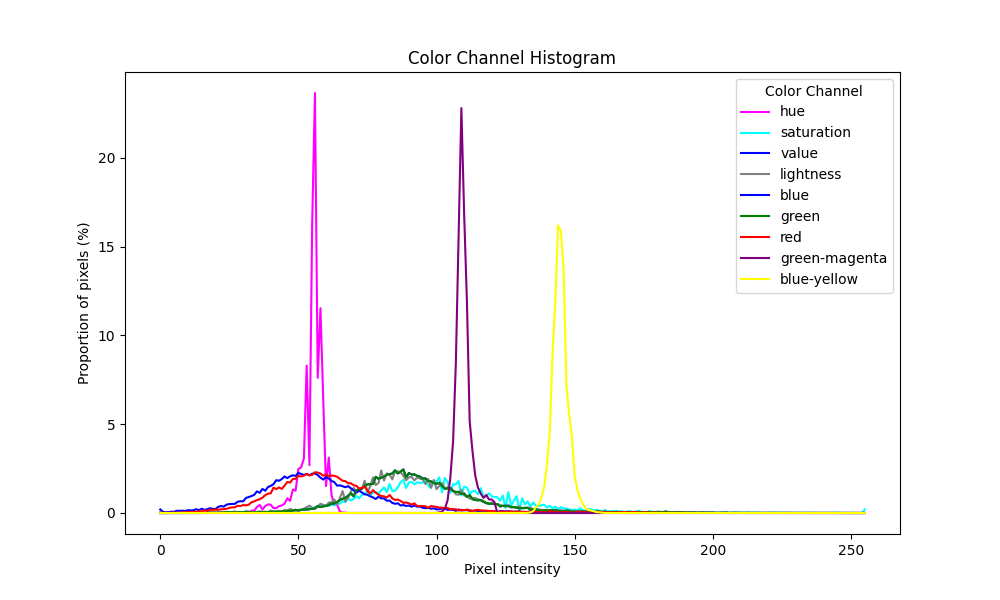 Color Channel Histogram
Proportion of pixels (%)
20
15
10
5
0
Color Channel
hue
saturation
value
lightness
blue
green
red
green-magenta
blue-yellow
0 50 100 150 200 250
Pixel intensity